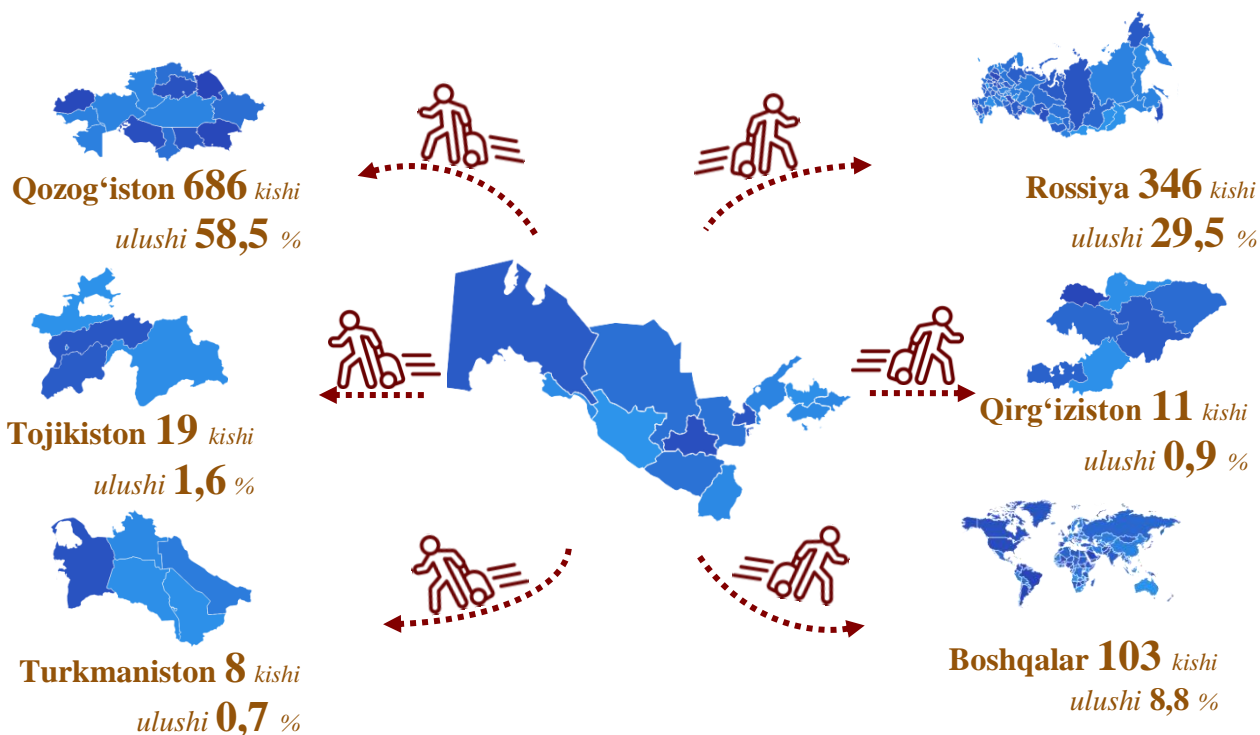 Qozog‘iston 686 kishi
ulushi 58,5 %
Rossiya 346 kishi
ulushi 29,5 %
Tojikiston 19 kishi
ulushi 1,6 %
Qirg‘iziston 11 kishi
ulushi 0,9 %
Turkmaniston 8 kishi
ulushi 0,7 %
Boshqalar 103 kishi
ulushi 8,8 %